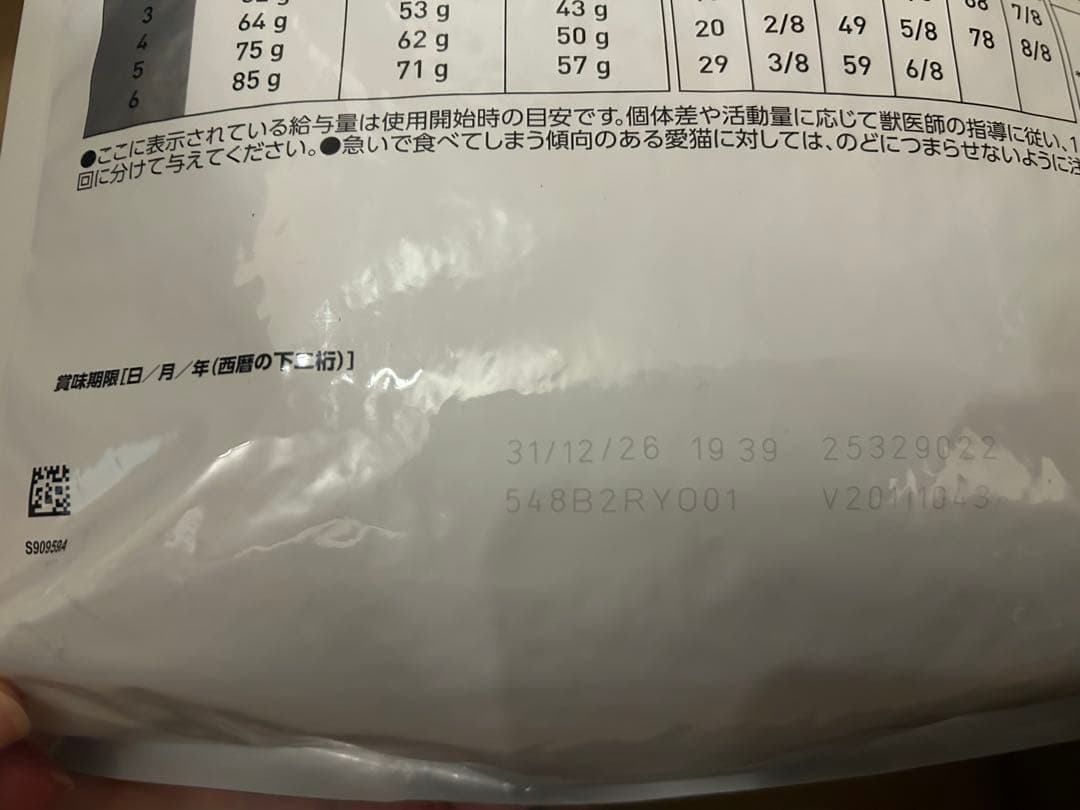 3 64 g 53 g 43 g 7/8
4 75 g 62 g 50 g 20 2/8 49 5/8 78 8/8
5 85 g 71 g 57 g 29 3/8 59 6/8
6
●ここに表示されている給与量は使用開始時の目安です。個体差や活動量に応じて獣医師の指導に従い、1
回に分けて与えてください。●急いで食べてしまう傾向のある愛猫に対しては、のどにつまらせないように注
賞味期限[日/月/年(西暦の下二桁)]
31/12/26 19 39 25329022
548B2RY001 V20111043
S909594